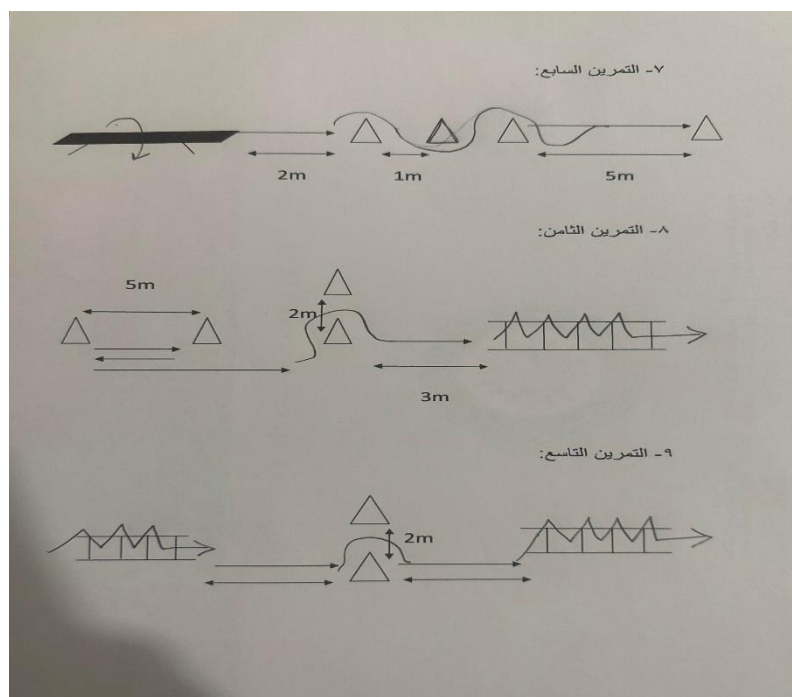 ٧- التمرين السابع:
2m 1m 5m
٨- التمرين الثامن:
5m
2m
3m
٩- التمرين التاسع:
2m